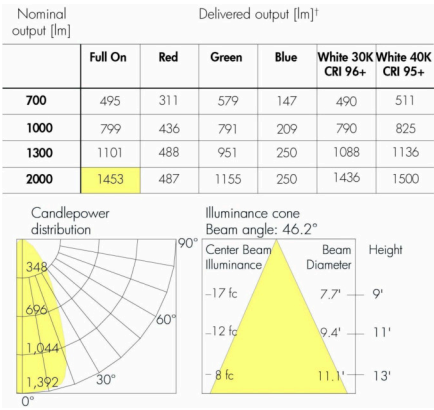 Nominal output [lm] Delivered output [lm]†
Full On Red Green Blue White 30K CRI 96+ White 40K CRI 95+
700 495 311 579 147 490 511
1000 799 436 791 209 790 825
1300 1101 488 951 250 1088 1136
2000 1453 487 1155 250 1436 1500
Candlepower
distribution
90°
348
696
60°
1,044
1,392
30°
0°
Illuminance cone
Beam angle: 46.2°
Center Beam Illuminance Beam Diameter Height
17 fc 7.7' 9'
12 fc 9.4' 11'
8 fc 11.1' 13'